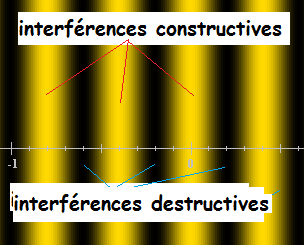 interférences constructives
-1
0
interférences destructives